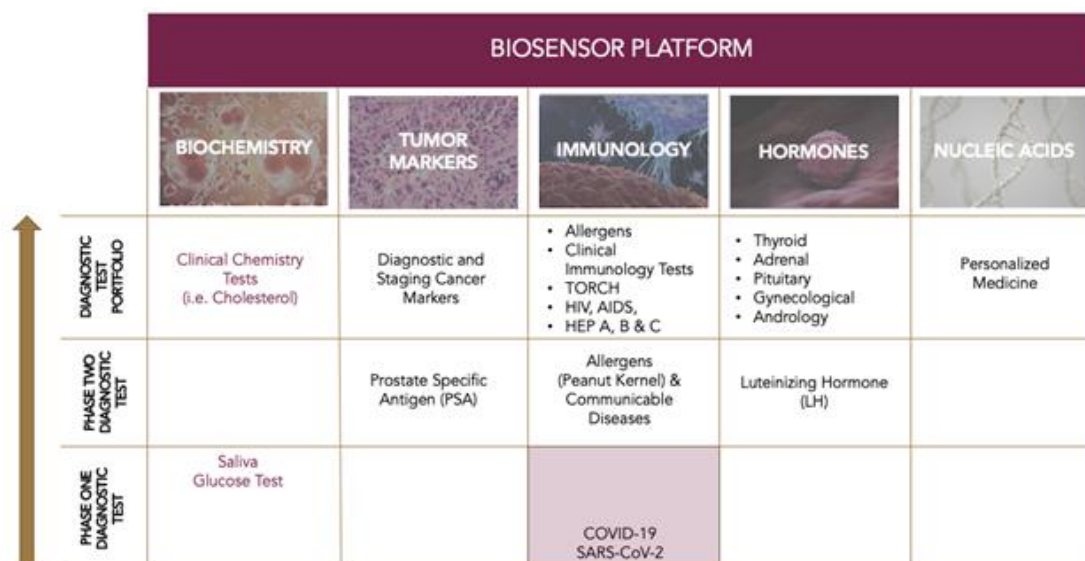 BIOSENSOR PLATFORM
BIOCHEMISTRY
TUMOR
MARKERS
IMMUNOLOGY
HORMONES
NUCLEIC ACIDS
DIAGNOSTIC
TEST
PORTFOLIO
Clinical Chemistry
Tests
(i.e. Cholesterol)
Diagnostic and
Staging Cancer
Markers
• Allergens
• Clinical
Immunology Tests
• TORCH
• HIV, AIDS,
• HEP A, B & C
• Thyroid
• Adrenal
• Pituitary
• Gynecological
• Andrology
Personalized
Medicine
PHASE TWO
DIAGNOSTIC
TEST
Prostate Specific
Antigen (PSA)
Allergens
(Peanut Kernel) &
Communicable
Diseases
Luteinizing Hormone
(LH)
PHASE ONE
DIAGNOSTIC
TEST
Saliva
Glucose Test
COVID-19
SARS-CoV-2